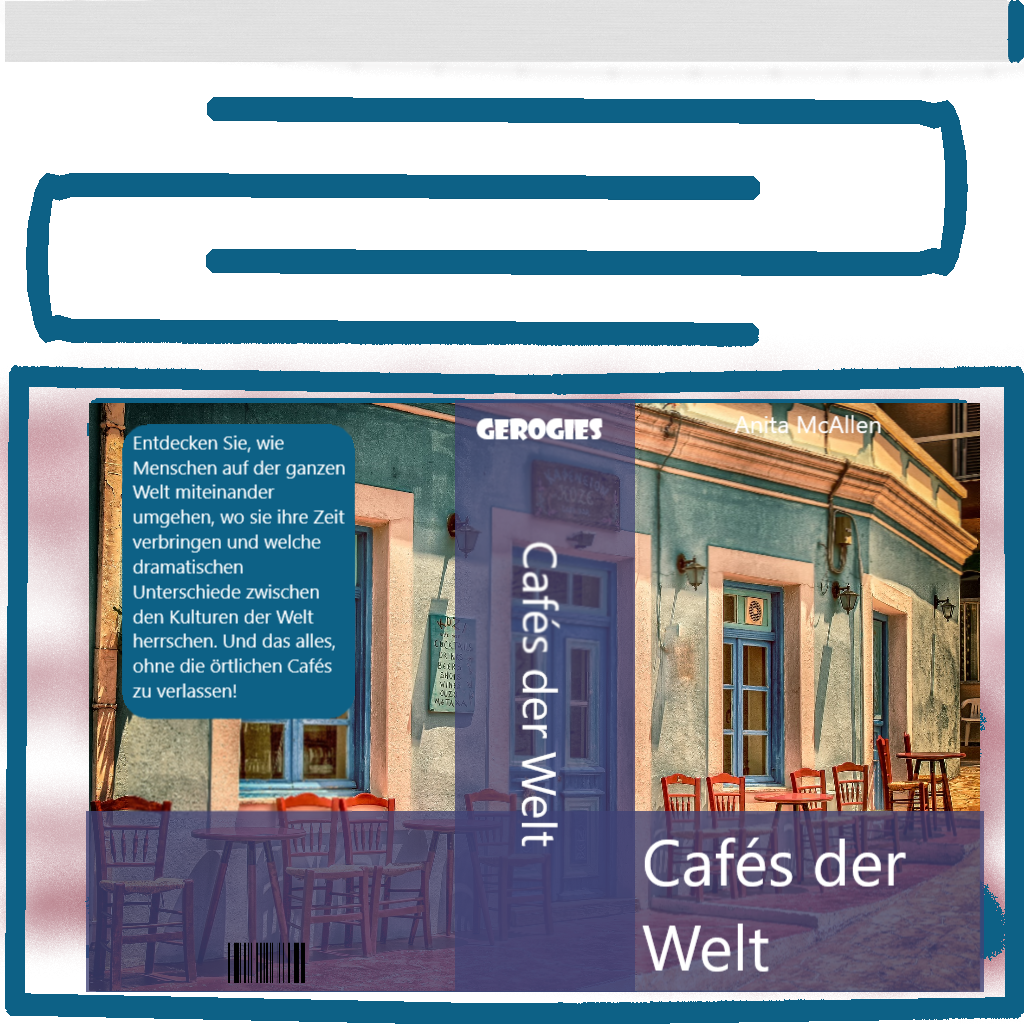 Entdecken Sie, wie
Menschen auf der ganzen
Welt miteinander
umgehen, wo sie ihre Zeit
verbringen und welche
dramatischen
Unterschiede zwischen
den Kulturen der Welt
herrschen. Und das alles,
ohne die örtlichen Cafés
zu verlassen!
GEROGIES
Cafés der Welt
Anita McAllen
Cafés der
Welt